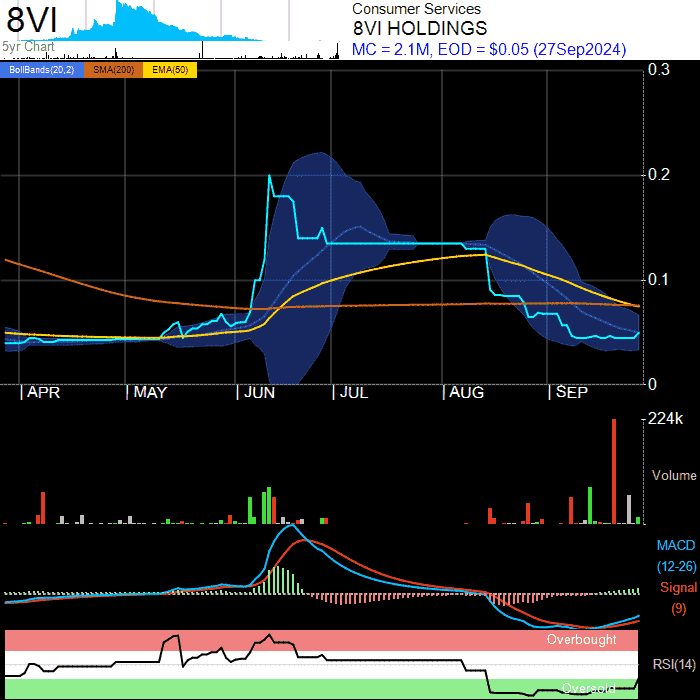 8VI
5yr Chart
Consumer Services
8VI HOLDINGS
MC = 2.1M, EOD = $0.05 (27Sep2024)
BollBands(20,2) SMA(200) EMA(50)
0.3
0.2
0.1
0
APR MAY JUN JUL AUG SEP
224k
Volume
MACD
(12-26)
Signal
(9)
Overbought
RSI(14)
Oversold